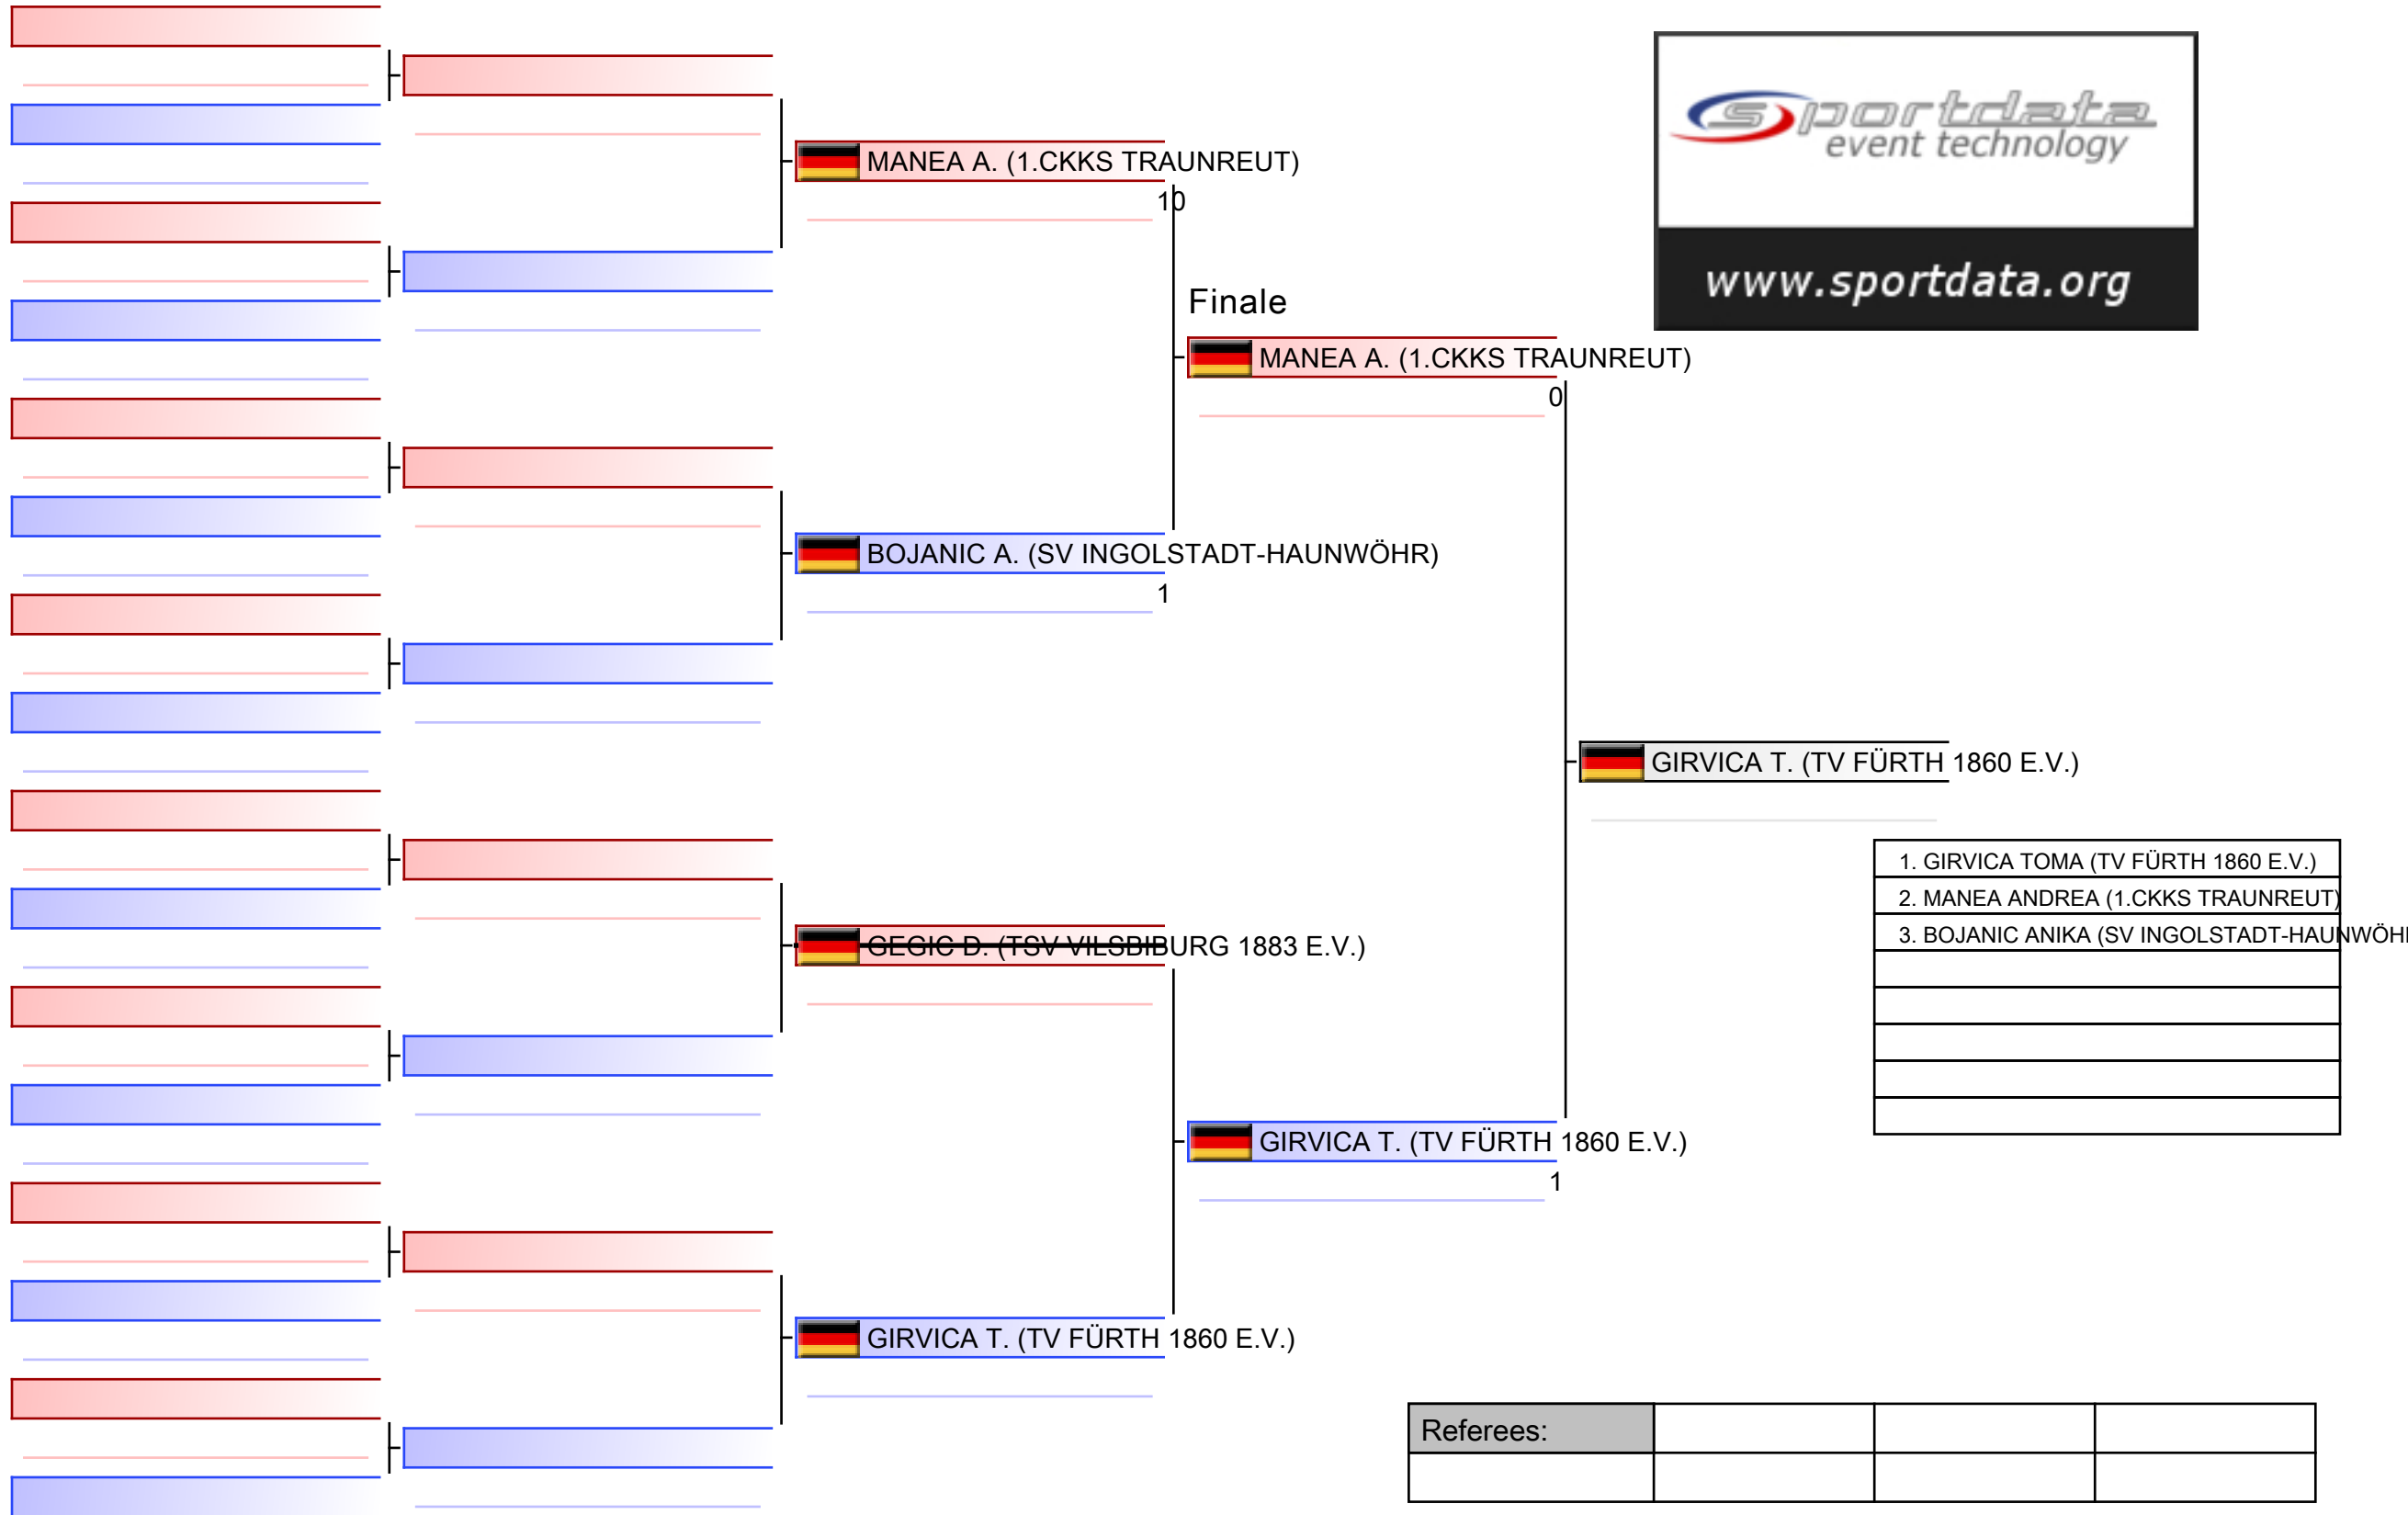 sportdata
event technology
www.sportdata.org
MANEA A. (1.CKKS TRAUNREUT)
10
Finale
MANEA A. (1.CKKS TRAUNREUT)
0
BOJANIC A. (SV INGOLSTADT-HAUNWÖHR)
1
GIRVICA T. (TV FÜRTH 1860 E.V.)
1. GIRVICA TOMA (TV FÜRTH 1860 E.V.)
2. MANEA ANDREA (1.CKKS TRAUNREUT)
3. BOJANIC ANIKA (SV INGOLSTADT-HAUNWÖH
GEGIC D. (TSV VILSBIBURG 1883 E.V.)
GIRVICA T. (TV FÜRTH 1860 E.V.)
1
GIRVICA T. (TV FÜRTH 1860 E.V.)
Referees: